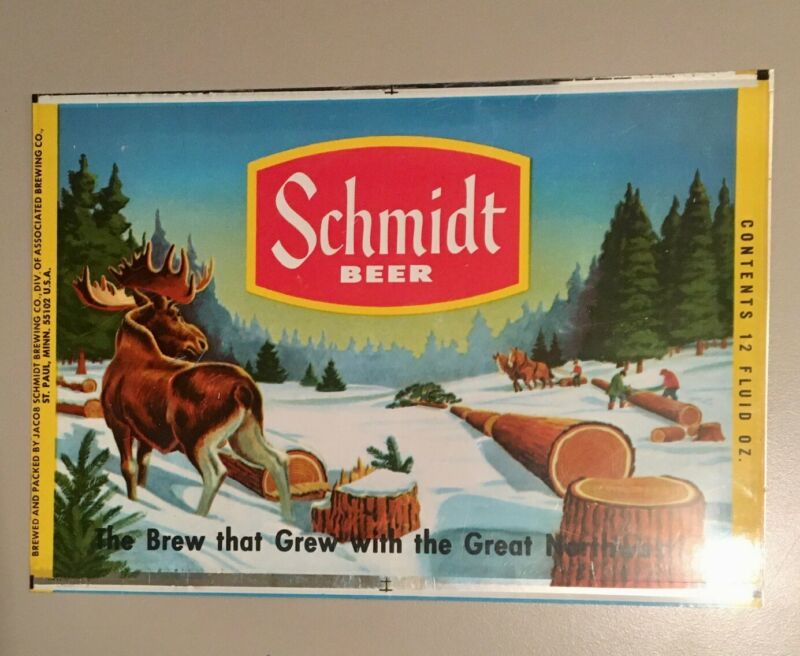 BREWED AND PACKED BY JACOB SCHMIDT BREWING CO., DIV. OF ASSOCIATED BREWING CO.,
ST. PAUL, MINN. 55102 U.S.A.
Schmidt
BEER
CONTENTS 12 FLUID OZ.
The Brew that Grew with the Great Northwest